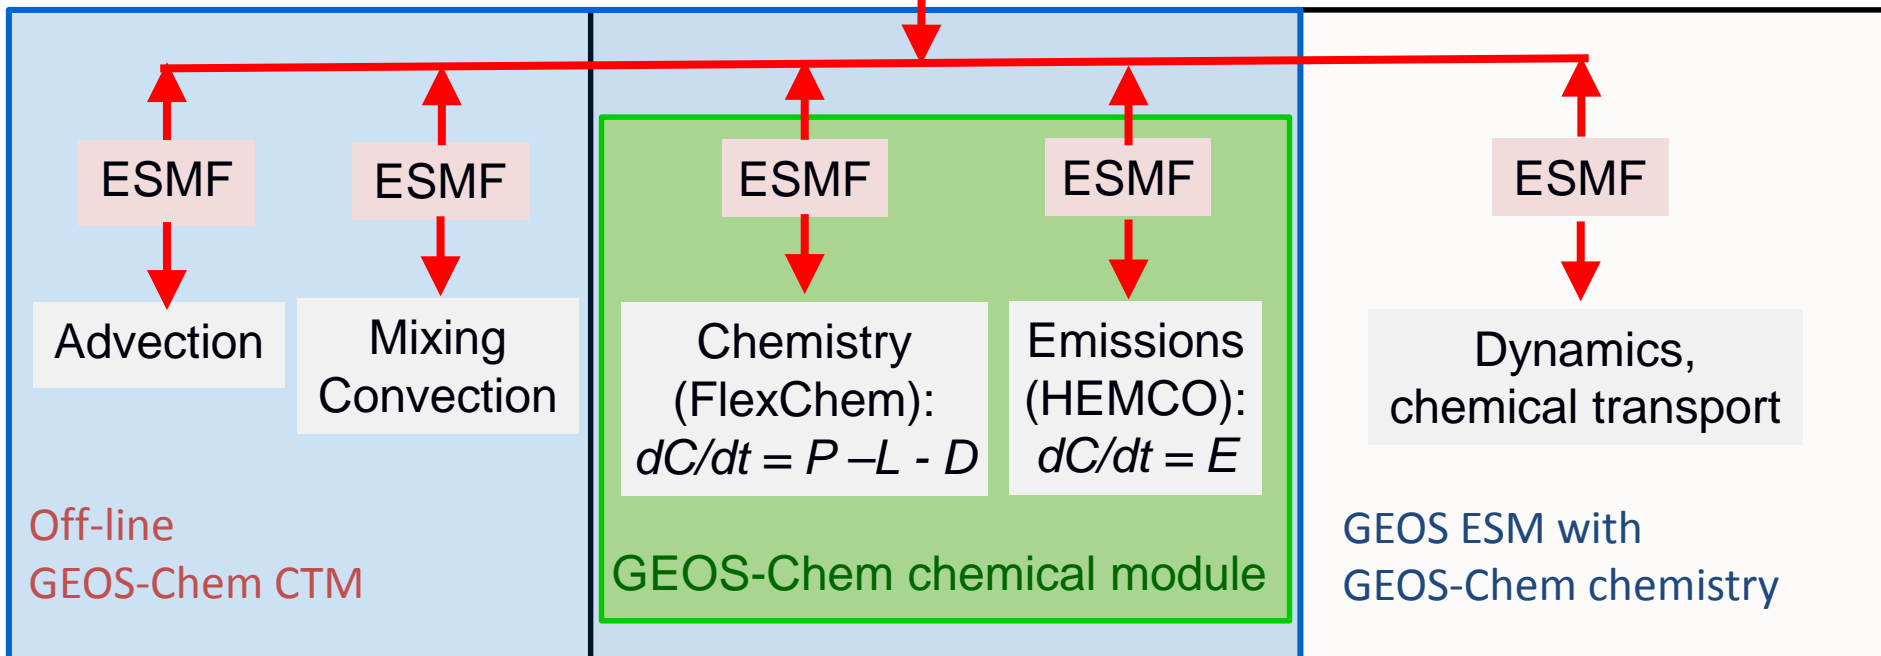 ESMF
ESMF
ESMF
ESMF
ESMF
Advection
Mixing
Convection
Chemistry
(FlexChem):
dC/dt = P –L - D
Emissions
(HEMCO):
dC/dt = E
Dynamics,
chemical transport
Off-line
GEOS-Chem CTM
GEOS-Chem chemical module
GEOS ESM with
GEOS-Chem chemistry